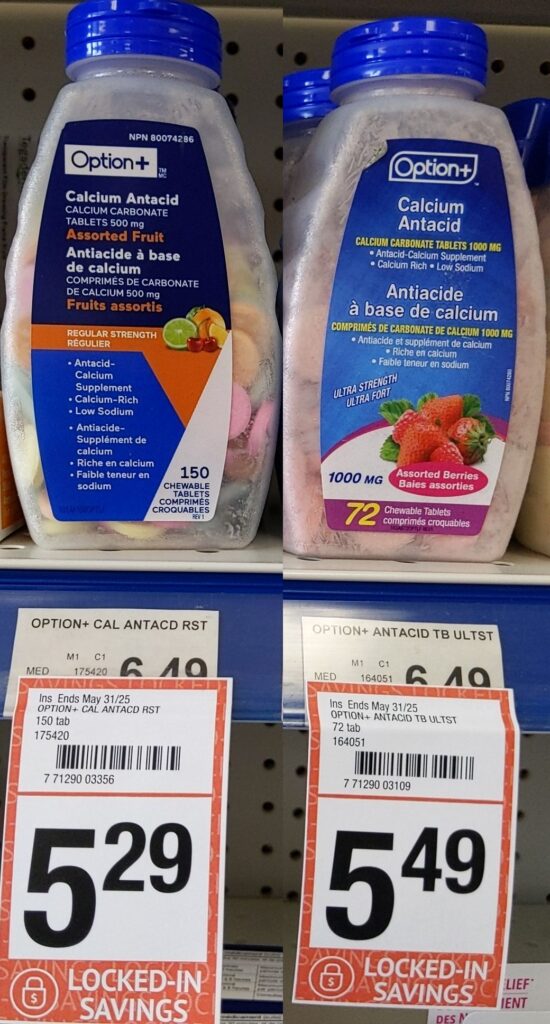 NPN 80074286
Option+ TM
MC
Calcium Antacid
CALCIUM CARBONATE
TABLETS 500 mg
Assorted Fruit
Antiacide à base
de calcium
COMPRIMÉS DE CARBONATE
DE CALCIUM 500 mg
Fruits assortis
REGULAR STRENGTH
RÉGULIER
• Antacid-
Calcium
Supplement
• Calcium-Rich
• Low Sodium
• Antiacide-
Supplément de
calcium
• Riche en calcium
• Faible teneur en
sodium
150
CHEWABLE
TABLETS
COMPRIMÉS
CROQUABLES
REV 1
OPTION+ CAL ANTACD RST
M1 C1
MED 175420 6.49
Ins Ends May 31/25
OPTION+ CAL ANTACD RST
150 tab
175420
7 71290 03356
5.29
LOCKED-IN
SAVINGS
Option+
Calcium
Antacid
CALCIUM CARBONATE TABLETS 1000 MG
• Antacid-Calcium Supplement
• Calcium Rich • Low Sodium
Antiacide
à base de calcium
COMPRIMÉS DE CARBONATE DE CALCIUM 1000 MG
• Antiacide et supplément de calcium
• Riche en calcium
• Faible teneur en sodium
ULTRA STRENGTH
ULTRA FORT
1000 MG
Assorted Berries
Baies assorties
72 Chewable Tablets
comprimés croquables
OPTION+ ANTACID TB ULTST
M1 C1
MED 164051 6.49
Ins Ends May 31/25
OPTION+ ANTACID TB ULTST
72 tab
164051
7 71290 03109
5.49
LOCKED-IN
SAVINGS